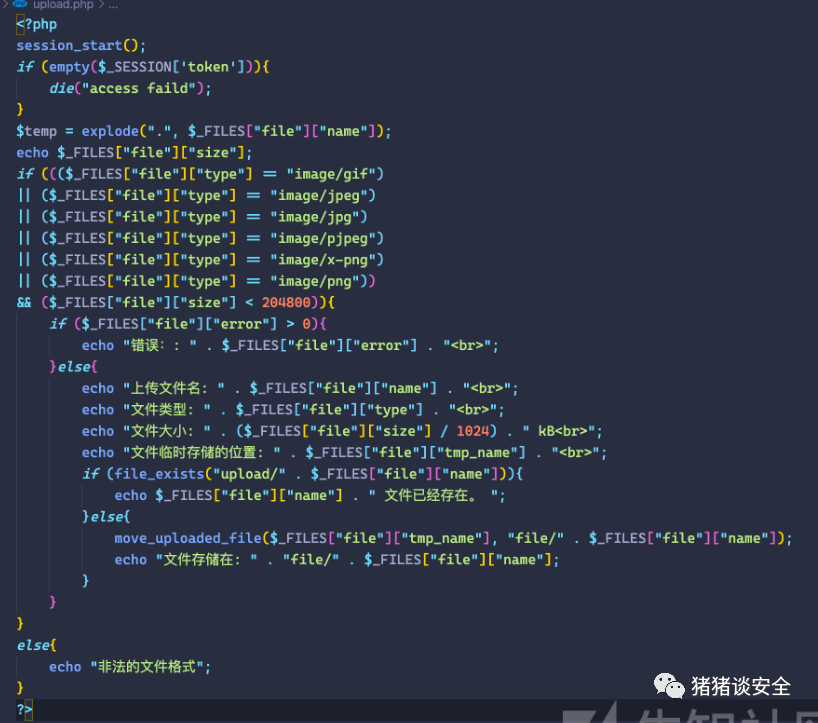 upload.php > ...
<?php
session_start();
if (empty($_SESSION['token'])){
    die("access faild");
}
$temp = explode(".", $_FILES["file"]["name"]);
echo $_FILES["file"]["size"];
if ((($_FILES["file"]["type"] == "image/gif")
|| ($_FILES["file"]["type"] == "image/jpeg")
|| ($_FILES["file"]["type"] == "image/jpg")
|| ($_FILES["file"]["type"] == "image/pjpeg")
|| ($_FILES["file"]["type"] == "image/x-png")
|| ($_FILES["file"]["type"] == "image/png"))
&& ($_FILES["file"]["size"] < 204800)){
    if ($_FILES["file"]["error"] > 0){
        echo "错误：: " . $_FILES["file"]["error"] . "<br>";
    }else{
        echo "上传文件名: " . $_FILES["file"]["name"] . "<br>";
        echo "文件类型: " . $_FILES["file"]["type"] . "<br>";
        echo "文件大小: " . ($_FILES["file"]["size"] / 1024) . " kB<br>";
        echo "文件临时存储的位置: " . $_FILES["file"]["tmp_name"] . "<br>";
        if (file_exists("upload/" . $_FILES["file"]["name"])){
            echo $_FILES["file"]["name"] . " 文件已经存在。 ";
        }else{
            move_uploaded_file($_FILES["file"]["tmp_name"], "file/" . $_FILES["file"]["name"]);
            echo "文件存储在: " . "file/" . $_FILES["file"]["name"];
        }
    }
}
else{
    echo "非法的文件格式";
}
?>
猪猪谈安全